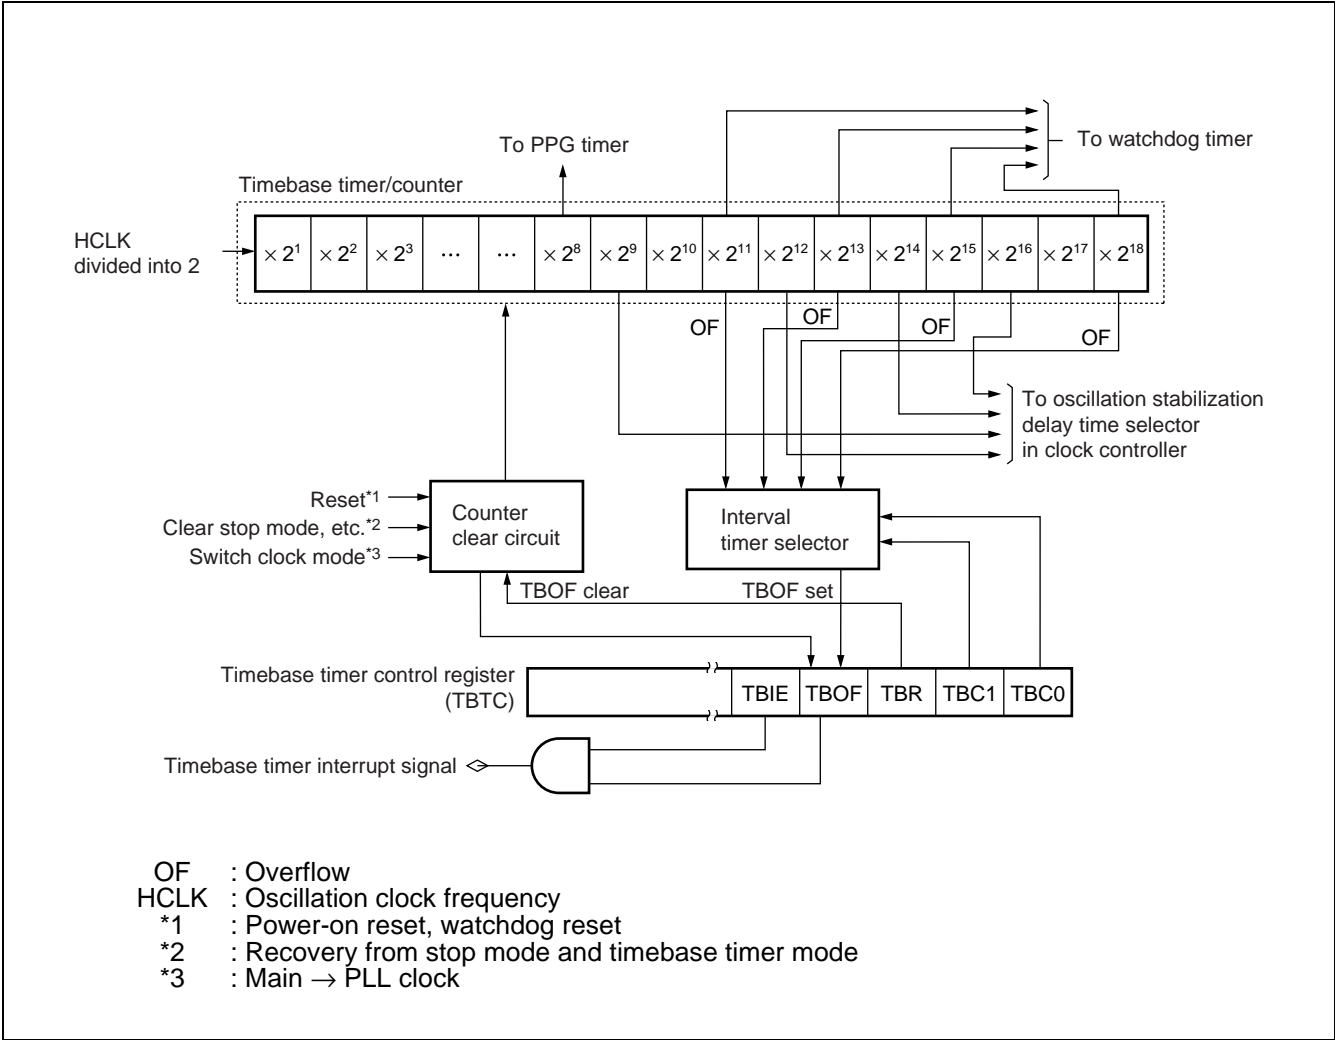 To PPG timer
To watchdog timer
Timebase timer/counter
HCLK
divided into 2
× 2¹ × 2² × 2³ ... ... × 2⁸ × 2⁹ × 2¹⁰ × 2¹¹ × 2¹² × 2¹³ × 2¹⁴ × 2¹⁵ × 2¹⁶ × 2¹⁷ × 2¹⁸
OF
OF
OF
OF
To oscillation stabilization
delay time selector
in clock controller
Reset*1
Clear stop mode, etc.*2
Switch clock mode*3
Counter
clear circuit
Interval
timer selector
TBOF clear
TBOF set
Timebase timer control register
(TBTC)
TBIE TBOF TBR TBC1 TBC0
Timebase timer interrupt signal
OF : Overflow
HCLK : Oscillation clock frequency
*1 : Power-on reset, watchdog reset
*2 : Recovery from stop mode and timebase timer mode
*3 : Main → PLL clock